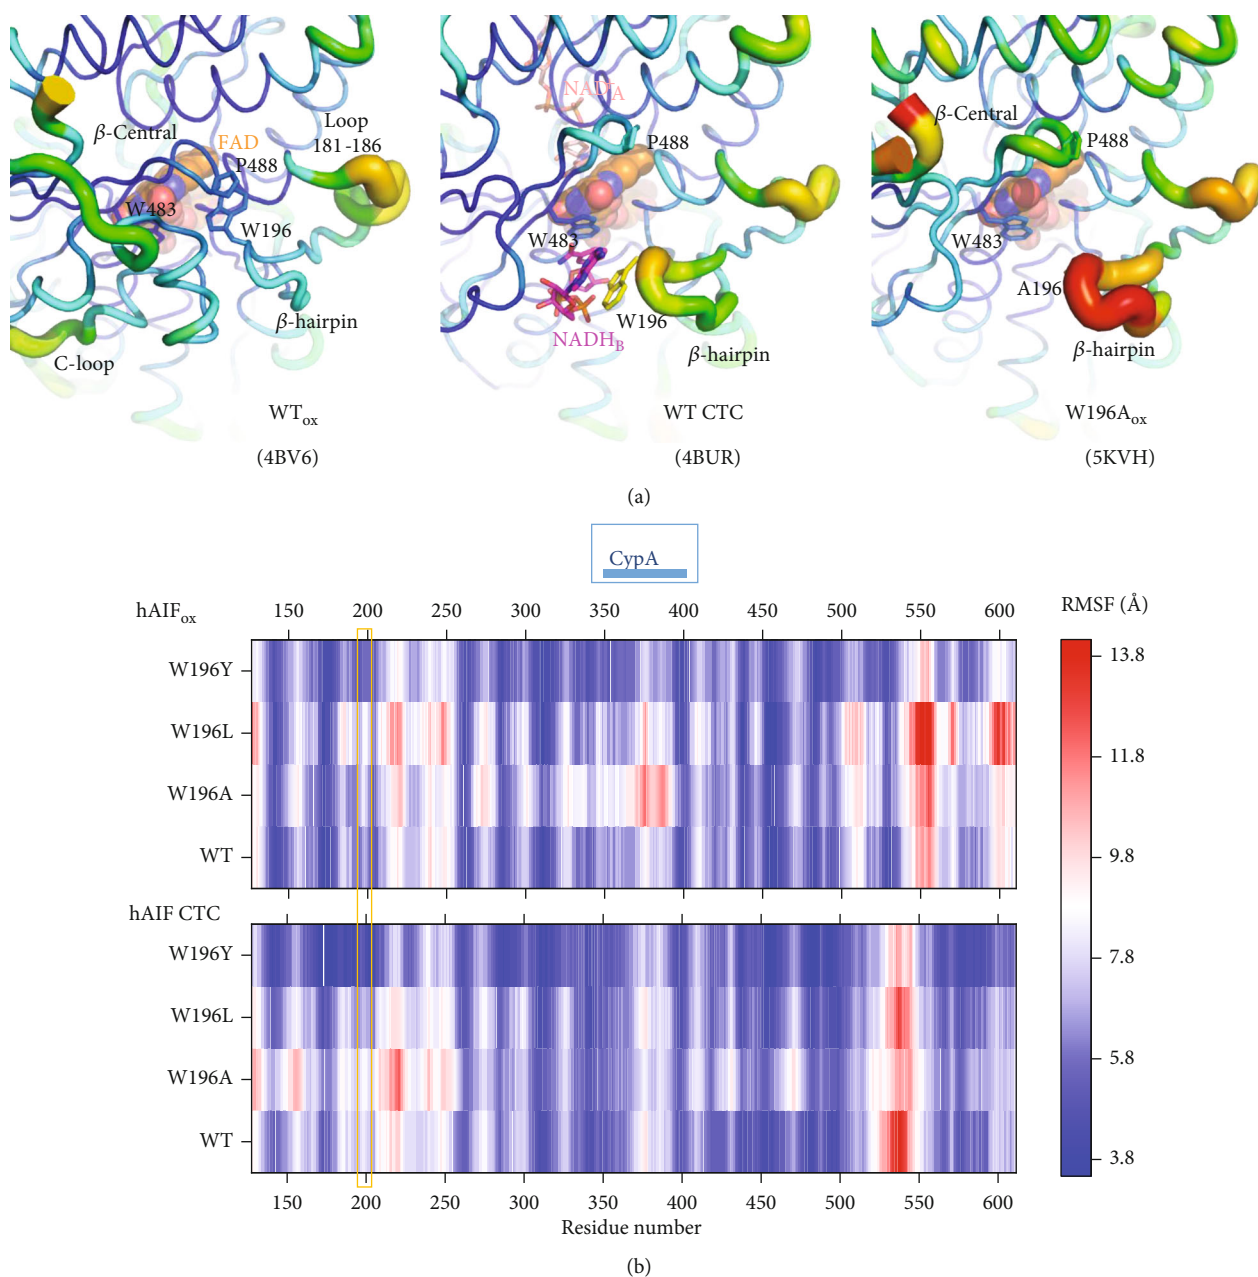 β-Central
FAD
Loop
181-186
P488
W483
W196
β-hairpin
C-loop
WTox
(4BV6)
NADA
P488
W483
W196
NADHB
β-hairpin
WT CTC
(4BUR)
β-Central
P488
W483
A196
β-hairpin
W196Aox
(5KVH)
(a)
CypA
hAIFox
150 200 250 300 350 400 450 500 550 600
RMSF (Å)
W196Y
W196L
W196A
WT
hAIF CTC
W196Y
W196L
W196A
WT
150 200 250 300 350 400 450 500 550 600
Residue number
13.8
11.8
9.8
7.8
5.8
3.8
(b)